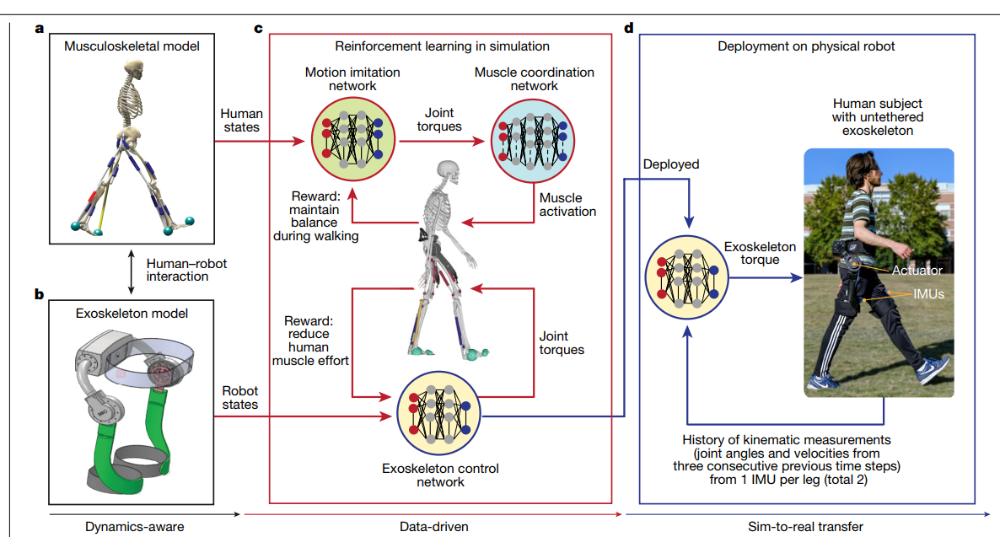 a
Musculoskeletal model
Human–robot
interaction
b
Exoskeleton model
Dynamics-aware
Human
states
Robot
states
c
Reinforcement learning in simulation
Motion imitation
network
Joint
torques
Muscle coordination
network
Reward:
maintain
balance
during walking
Muscle
activation
Reward:
reduce
human
muscle effort
Joint
torques
Exoskeleton control
network
Data-driven
d
Deployment on physical robot
Deployed
Human subject
with untethered
exoskeleton
Exoskeleton
torque
Actuator
IMUs
History of kinematic measurements
(joint angles and velocities from
three consecutive previous time steps)
from 1 IMU per leg (total 2)
Sim-to-real transfer